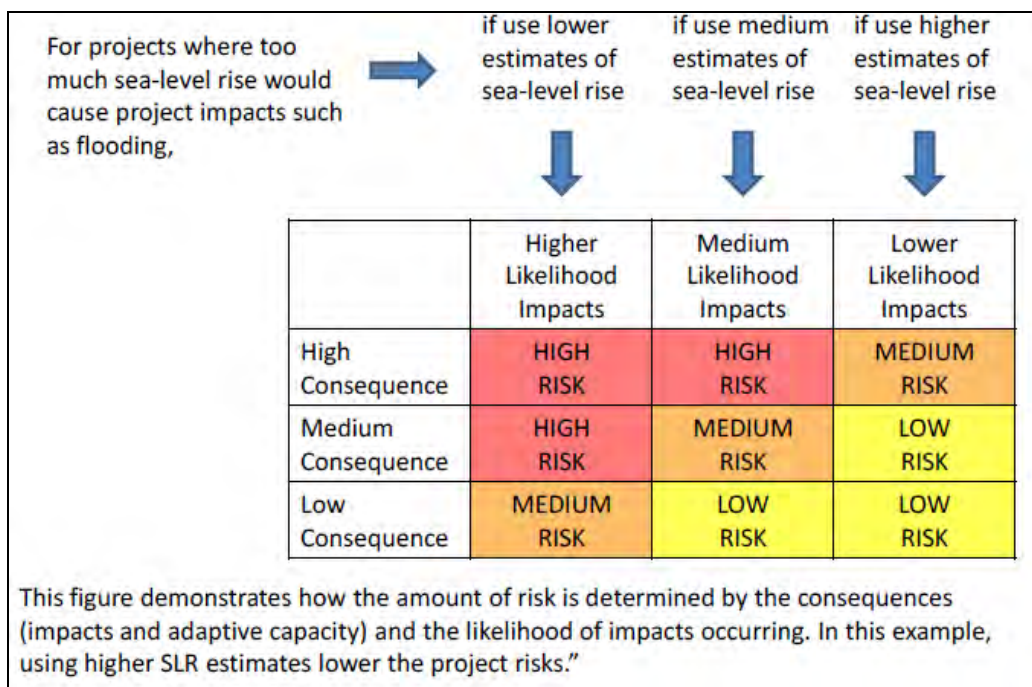 For projects where too
much sea-level rise would
cause project impacts such
as flooding,
if use lower
estimates of
sea-level rise
if use medium
estimates of
sea-level rise
if use higher
estimates of
sea-level rise
Higher
Likelihood
Impacts
Medium
Likelihood
Impacts
Lower
Likelihood
Impacts
High
Consequence
HIGH
RISK
HIGH
RISK
MEDIUM
RISK
Medium
Consequence
HIGH
RISK
MEDIUM
RISK
LOW
RISK
Low
Consequence
MEDIUM
RISK
LOW
RISK
LOW
RISK
This figure demonstrates how the amount of risk is determined by the consequences
(impacts and adaptive capacity) and the likelihood of impacts occurring. In this example,
using higher SLR estimates lower the project risks.”